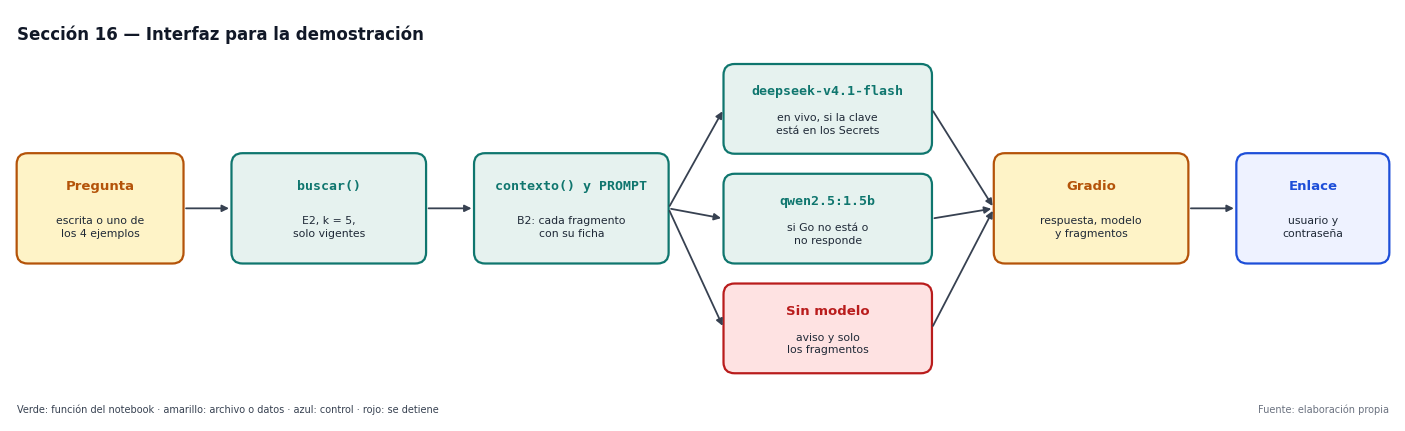 Sección 16 — Interfaz para la demostración
Pregunta
escrita o uno de
los 4 ejemplos
buscar()
E2, k = 5,
solo vigentes
contexto() y PROMPT
B2: cada fragmento
con su ficha
deepseek-v4.1-flash
en vivo, si la clave
está en los Secrets
qwen2.5:1.5b
si Go no está o
no responde
Sin modelo
aviso y solo
los fragmentos
Gradio
respuesta, modelo
y fragmentos
Enlace
usuario y
contraseña
Verde: función del notebook · amarillo: archivo o datos · azul: control · rojo: se detiene
Fuente: elaboración propia